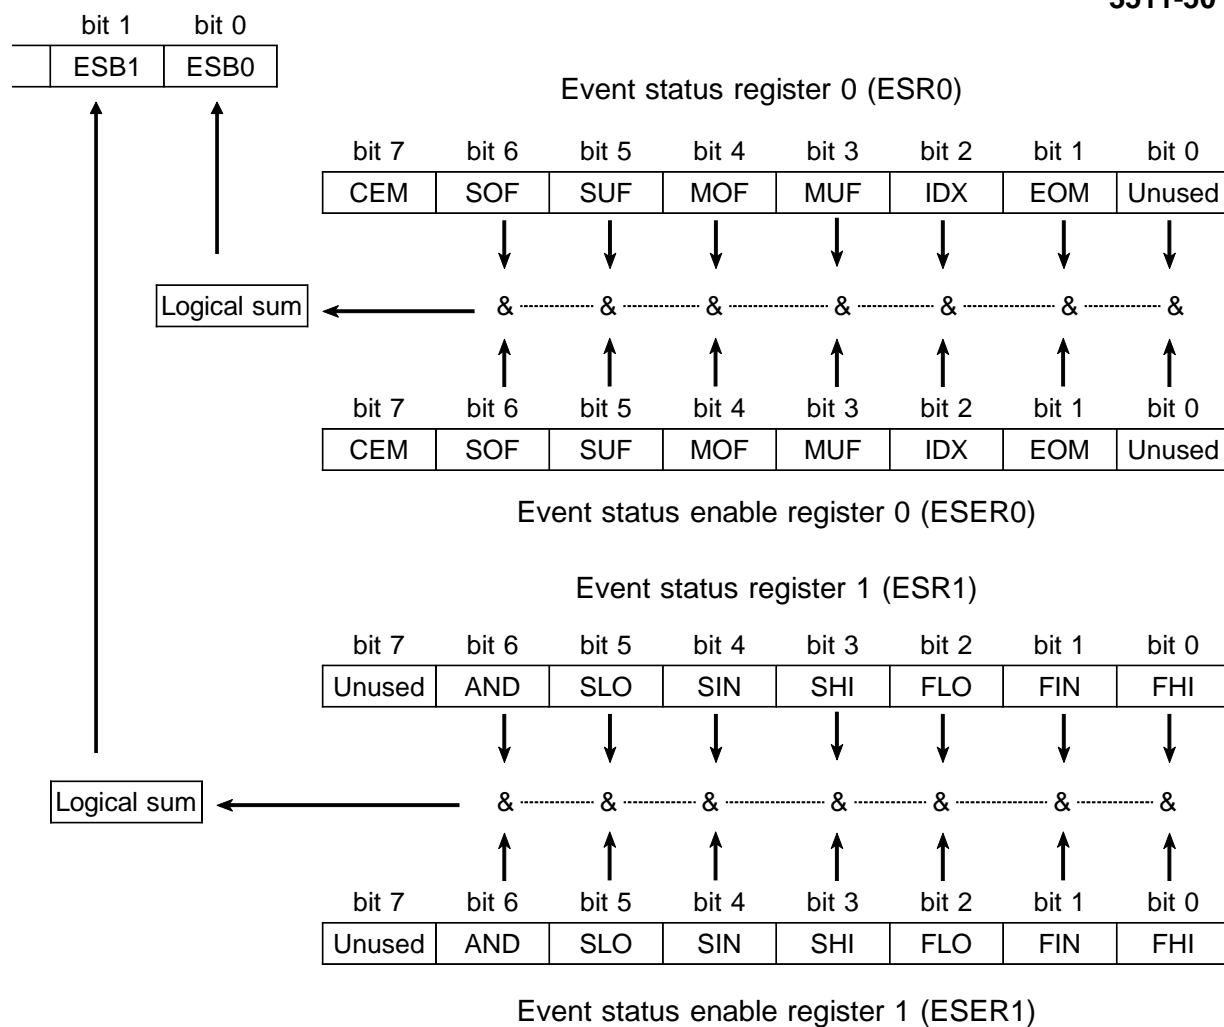 3511-50
bit 1 bit 0
ESB1 ESB0
Event status register 0 (ESR0)
bit 7 bit 6 bit 5 bit 4 bit 3 bit 2 bit 1 bit 0
CEM SOF SUF MOF MUF IDX EOM Unused
Logical sum & & & & & & &
bit 7 bit 6 bit 5 bit 4 bit 3 bit 2 bit 1 bit 0
CEM SOF SUF MOF MUF IDX EOM Unused
Event status enable register 0 (ESER0)
Event status register 1 (ESR1)
bit 7 bit 6 bit 5 bit 4 bit 3 bit 2 bit 1 bit 0
Unused AND SLO SIN SHI FLO FIN FHI
Logical sum & & & & & & &
bit 7 bit 6 bit 5 bit 4 bit 3 bit 2 bit 1 bit 0
Unused AND SLO SIN SHI FLO FIN FHI
Event status enable register 1 (ESER1)